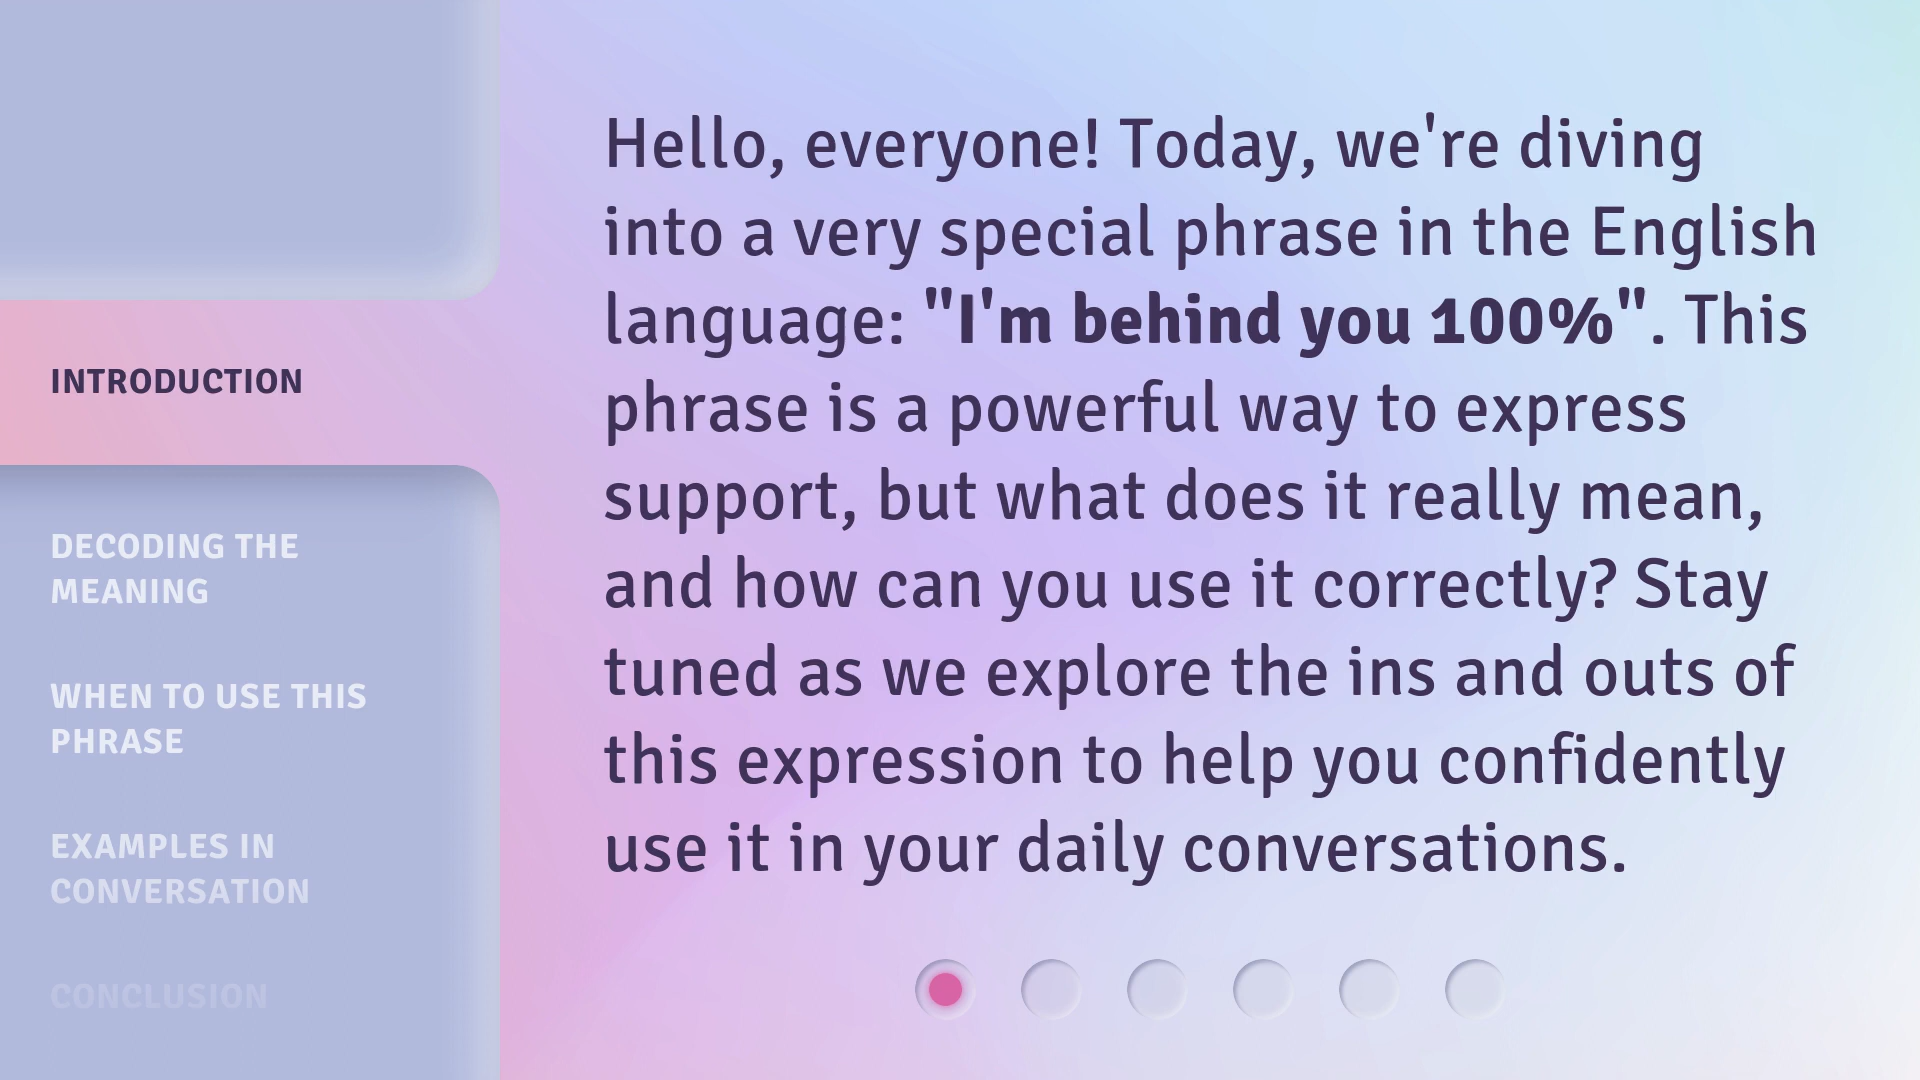 INTRODUCTION
DECODING THE
MEANING
WHEN TO USE THIS
PHRASE
EXAMPLES IN
CONVERSATION
CONCLUSION
Hello, everyone! Today, we're diving
into a very special phrase in the English
language: "I'm behind you 100%". This
phrase is a powerful way to express
support, but what does it really mean,
and how can you use it correctly? Stay
tuned as we explore the ins and outs of
this expression to help you confidently
use it in your daily conversations.